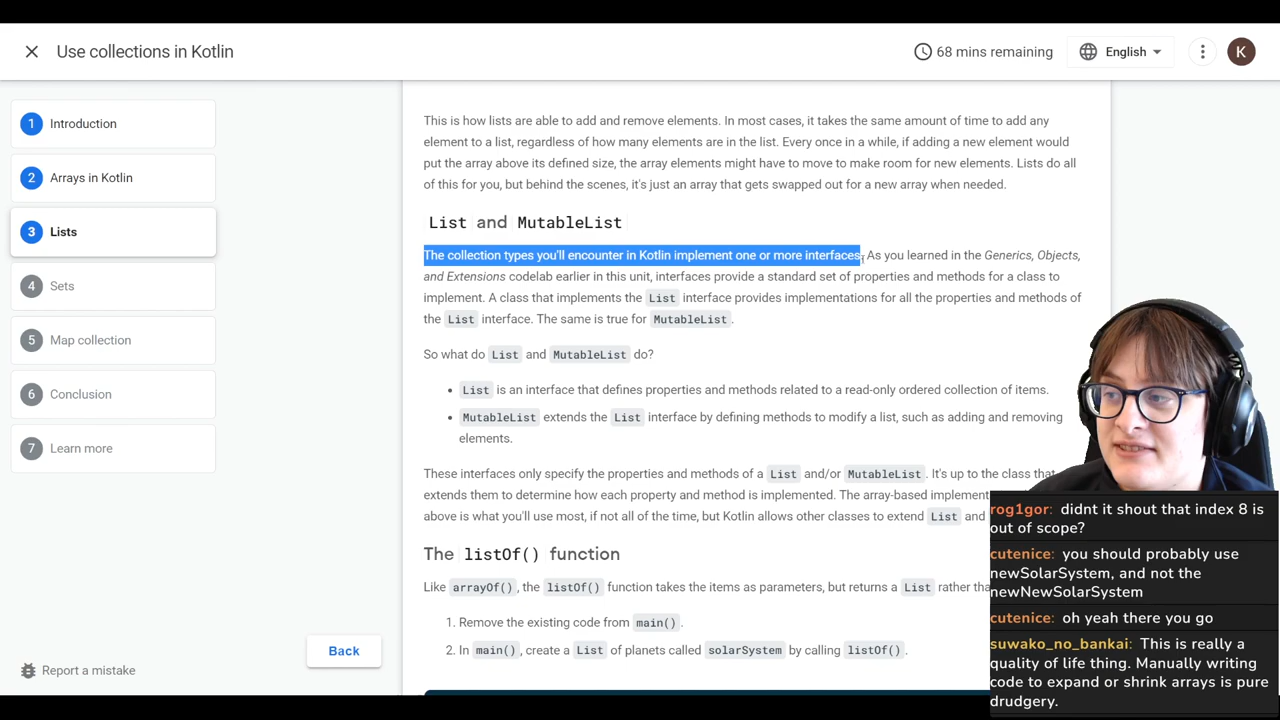 Use collections in Kotlin
68 mins remaining
English
K
1 Introduction
2 Arrays in Kotlin
3 Lists
4 Sets
5 Map collection
6 Conclusion
7 Learn more
Back
Report a mistake
This is how lists are able to add and remove elements. In most cases, it takes the same amount of time to add any
element to a list, regardless of how many elements are in the list. Every once in a while, if adding a new element would
put the array above its defined size, the array elements might have to move to make room for new elements. Lists do all
of this for you, but behind the scenes, it's just an array that gets swapped out for a new array when needed.
List and MutableList
The collection types you'll encounter in Kotlin implement one or more interfaces. As you learned in the Generics, Objects,
and Extensions codelab earlier in this unit, interfaces provide a standard set of properties and methods for a class to
implement. A class that implements the List interface provides implementations for all the properties and methods of
the List interface. The same is true for MutableList.
So what do List and MutableList do?
• List is an interface that defines properties and methods related to a read-only ordered collection of items.
• MutableList extends the List interface by defining methods to modify a list, such as adding and removing
elements.
These interfaces only specify the properties and methods of a List and/or MutableList. It's up to the class that
extends them to determine how each property and method is implemented. The array-based
above is what you'll use most, if not all of the time, but Kotlin allows other classes to extend List and
The listOf() function
Like arrayOf(), the listOf() function takes the items as parameters, but returns a List rather
1. Remove the existing code from main().
2. In main(), create a List of planets called solarSystem by calling listOf().
rog1gor: didnt it shout that index 8 is
out of scope?
cutenice: you should probably use
newSolarSystem, and not the
newNewSolarSystem
cutenice: oh yeah there you go
suwako_no_bankai: This is really a
quality of life thing. Manually writing
code to expand or shrink arrays is pure
drudgery.